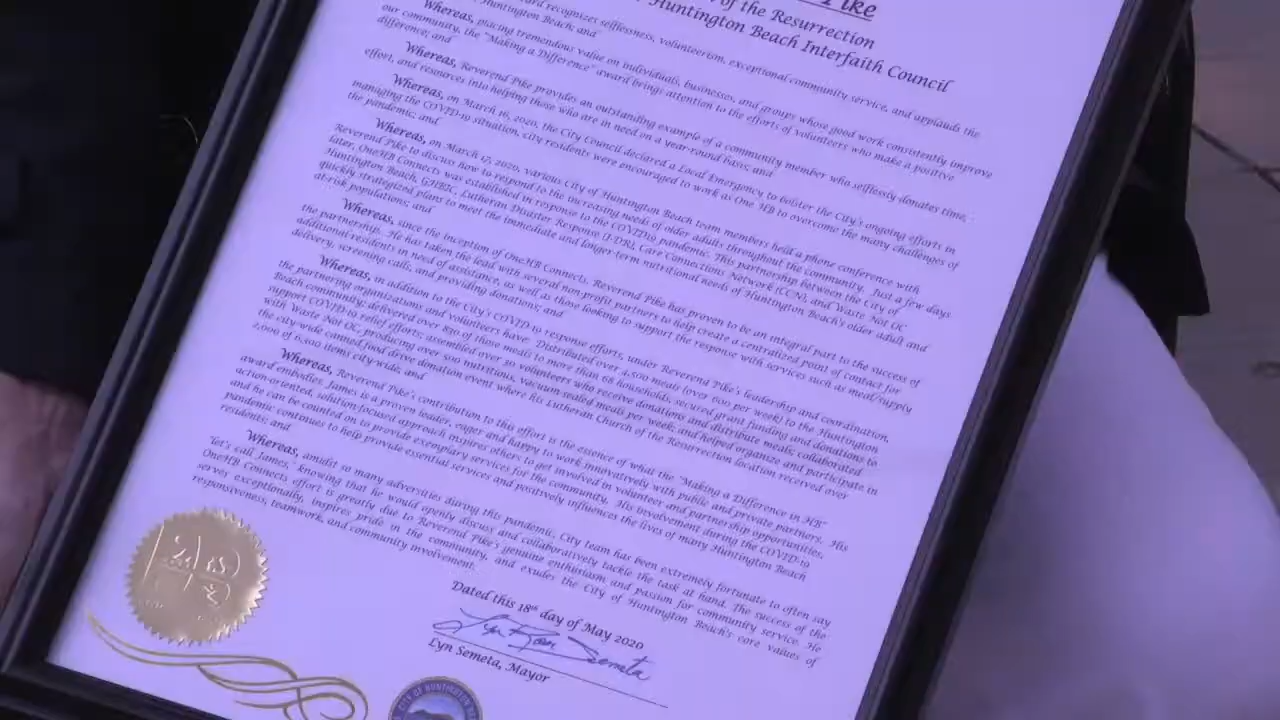 Pike
of the Resurrection
Huntington Beach Interfaith Council
award recognizes selflessness, volunteerism, exceptional community service, and applauds the
Huntington Beach; and
Whereas, placing tremendous value on individuals, businesses, and groups whose good work consistently improve
our community, the "Making a Difference" award brings attention to the efforts of volunteers who make a positive
difference; and
Whereas, Reverend Pike provides an outstanding example of a community member who selflessly donates time,
effort, and resources into helping those who are in need on a year-round basis; and
Whereas, on March 16, 2020, the City Council declared a Local Emergency to bolster the City's ongoing efforts in
managing the COVID-19 situation, city residents were encouraged to work as One HB to overcome the many challenges of
the pandemic; and
Whereas, on March 17, 2020, various City of Huntington Beach team members held a phone conference with
Reverend Pike to discuss how to respond to the increasing needs of older adults throughout the community. Just a few days
later, OneHB Connects was established in response to the COVID-19 pandemic. This partnership between the City of
Huntington Beach, GHBIC, Lutheran Disaster Response (LDR), Care Connections Network (CCN), and Waste Not OC
quickly strategized plans to meet the immediate and longer-term nutritional needs of Huntington Beach's older adult and
at-risk populations; and
Whereas, since the inception of OneHB Connects, Reverend Pike has proven to be an integral part to the success of
the partnership. He has taken the lead with several non-profit partners to help create a centralized point of contact for
additional residents in need of assistance, as well as those looking to support the response with services such as meal/supply
delivery, screening calls, and providing donations; and
Whereas, in addition to the City's COVID-19 response efforts, under Reverend Pike's leadership and coordination,
the partnering organizations and volunteers have: Distributed over 4,500 meals (over 600 per week) to the Huntington
Beach community; delivered over 830 of those meals to more than 68 households, secured grant funding and donations to
support COVID-19 relief efforts; assembled over 30 volunteers who receive donations and distribute meals; collaborated
with Waste Not OC, producing over 500 nutritious, vacuum sealed meals per week; and helped organize and participate in
the city-wide canned food drive donation event where his Lutheran Church of the Resurrection location received over
2,000 of 6,500 items city-wide; and
Whereas, Reverend Pike's contribution to this effort is the essence of what the "Making a Difference in HB"
award embodies. James is a proven leader, eager and happy to work innovatively with public and private partners. His
action-oriented, solution-focused approach inspires others to get involved in volunteer and partnership opportunities,
and he can be counted on to provide exemplary services for the community. His involvement during the COVID-19
pandemic continues to help provide essential services and positively influences the lives of many Huntington Beach
residents; and
Whereas, amidst so many adversities during this pandemic, City team has been extremely fortunate to often say
"let's call James," knowing that he would openly discuss and collaboratively tackle the task at hand. The success of the
OneHB Connects effort is greatly due to Reverend Pike's genuine enthusiasm and passion for community service. He
serves exceptionally, inspires pride in the community, and exudes the City of Huntington Beach's core values of
responsiveness, teamwork, and community involvement.
Dated this 18th day of May 2020
Lyn Semeta
Lyn Semeta, Mayor
CITY OF HUNTINGTON